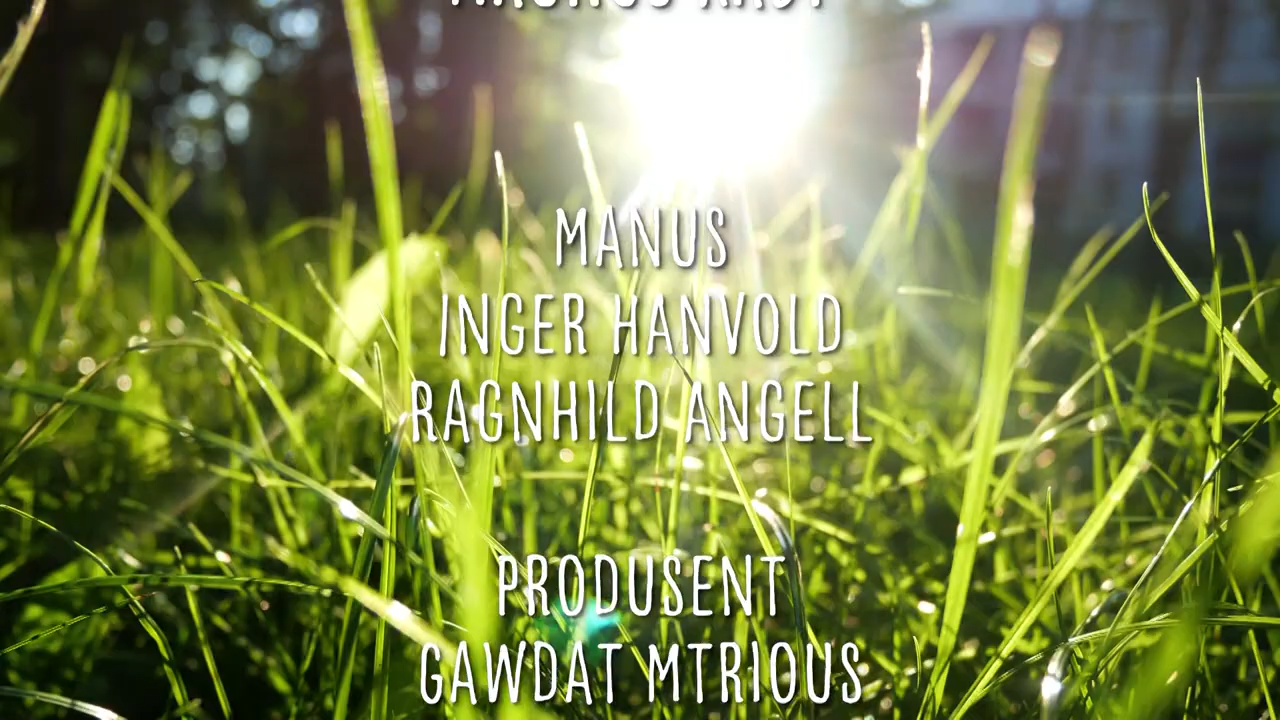 MANUS
INGER HANVOLD
RAGNHILD ANGELL
PRODUSENT
GAWDAT MTRIOUS